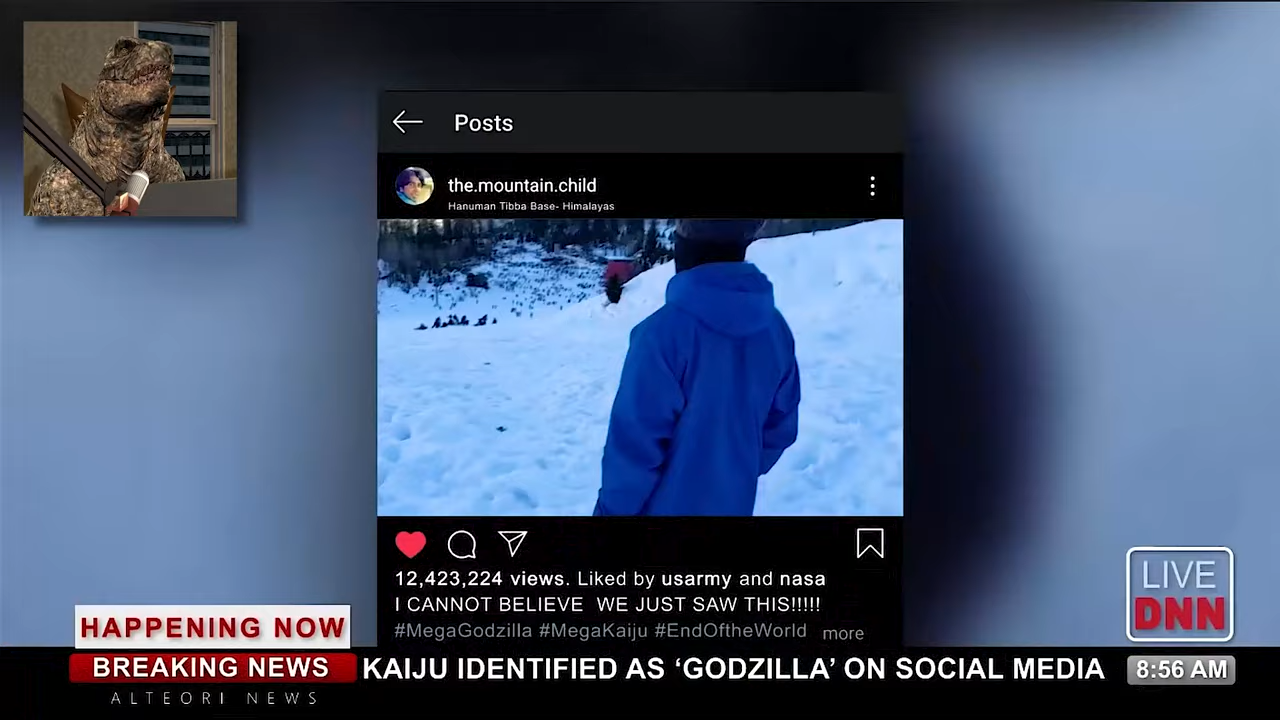 Posts
the.mountain.child
Hanuman Tibba Base- Himalayas
12,423,224 views. Liked by usarmy and nasa
I CANNOT BELIEVE WE JUST SAW THIS!!!!!
#MegaGodzilla #MegaKaiju #EndOftheWorld more
LIVE
DNN
HAPPENING NOW
BREAKING NEWS
KAIJU IDENTIFIED AS ‘GODZILLA’ ON SOCIAL MEDIA
8:56 AM
ALTEORI NEWS